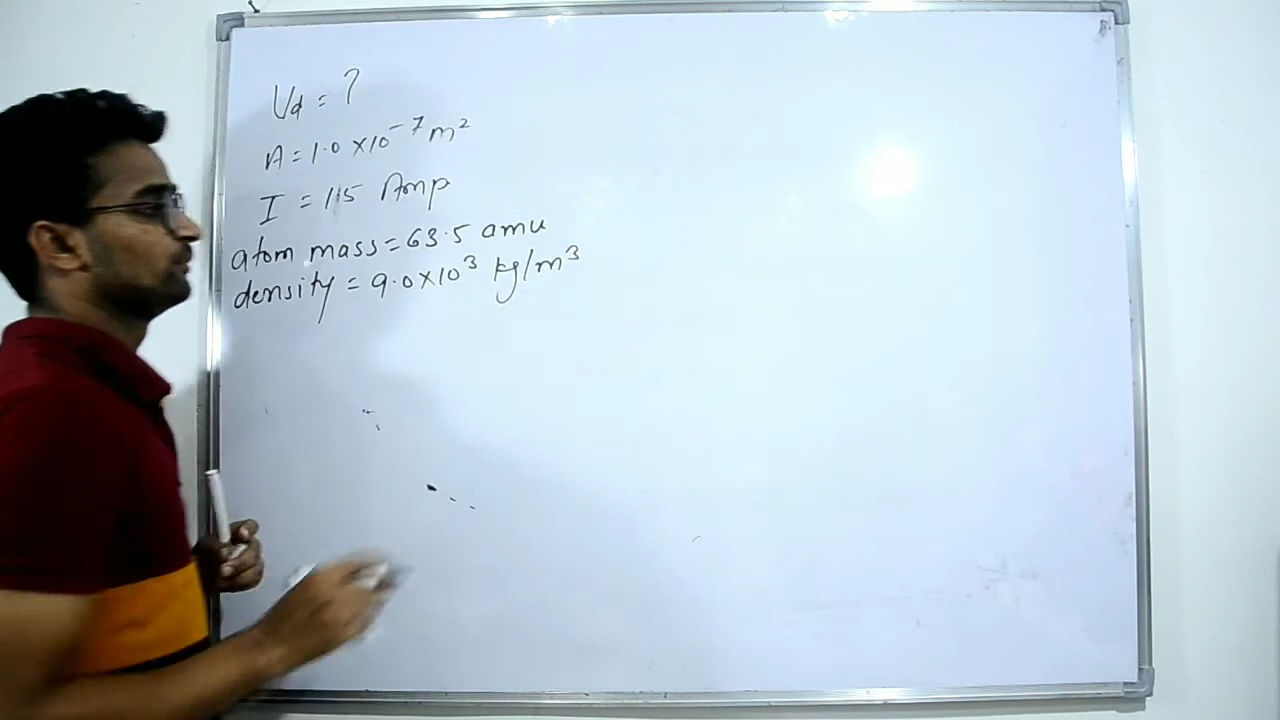 Vd = ?
A = 1.0 × 10⁻⁷ m²
I = 1.5 Amp
atom mass = 63.5 amu
density = 9.0×10³ kg/m³